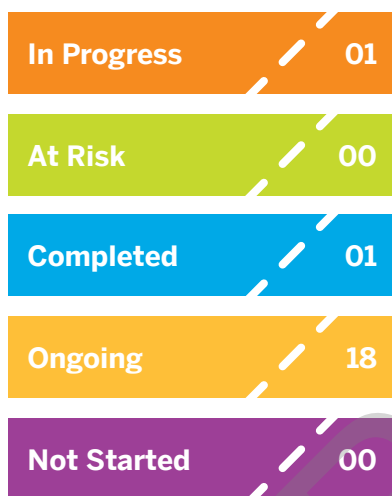 In Progress 01
At Risk 00
Completed 01
Ongoing 18
Not Started 00